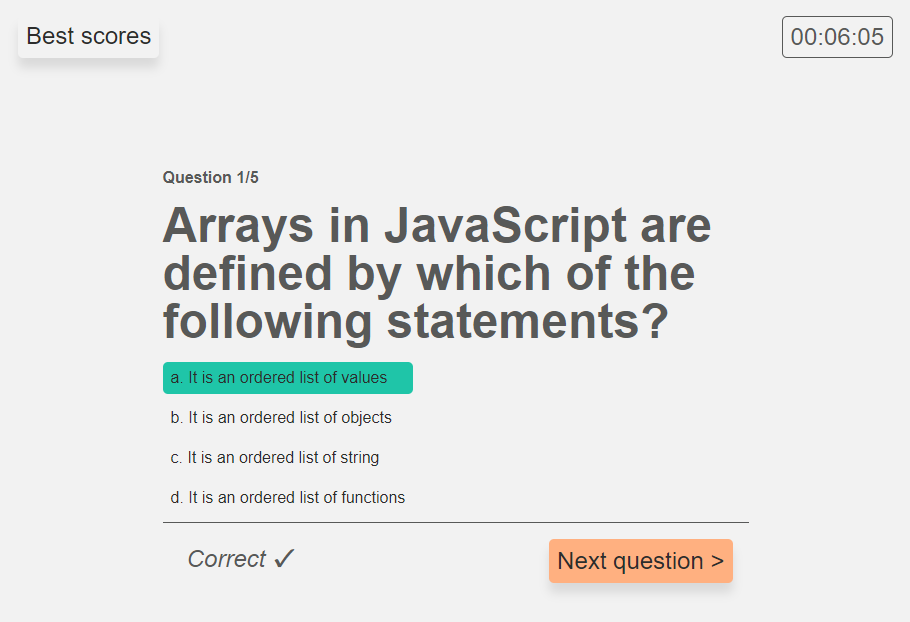 Best scores
00:06:05
Question 1/5
Arrays in JavaScript are
defined by which of the
following statements?
a. It is an ordered list of values
b. It is an ordered list of objects
c. It is an ordered list of string
d. It is an ordered list of functions
Correct ✓
Next question >